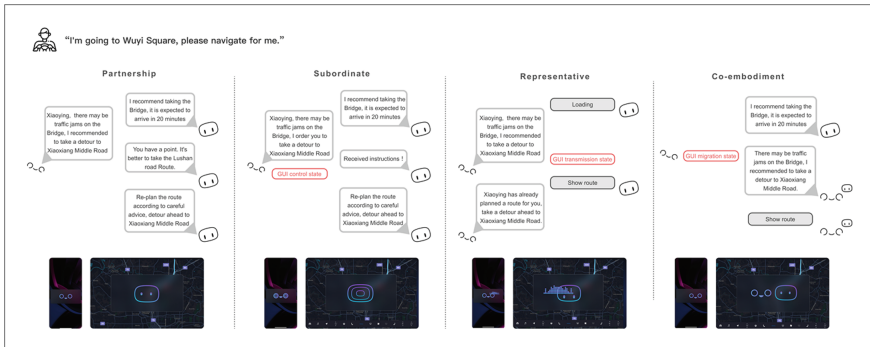 “I'm going to Wuyi Square, please navigate for me.”
Partnership
I recommend taking the
Bridge, it is expected to
arrive in 20 minutes
Xiaoying, there may be
traffic jams on the
Bridge, I recommended
to take a detour to
Xiaoxiang Middle Road
You have a point. It's
better to take the Lushan
road Route.
Re-plan the route
according to careful
advice, detour ahead to
Xiaoxiang Middle Road
Subordinate
I recommend taking the
Bridge, it is expected to
arrive in 20 minutes
Xiaoying, there may be
traffic jams on the
Bridge, I order you to
take a detour to
Xiaoxiang Middle Road
Received instructions !
GUI control state
Re-plan the route
according to careful
advice, detour ahead to
Xiaoxiang Middle Road
Representative
Loading
Xiaoying, there may be
traffic jams on the
Bridge, I recommended
to take a detour to
Xiaoxiang Middle Road
GUI transmission state
Show route
Xiaoying has already
planned a route for you,
take a detour ahead to
Xiaoxiang Middle Road.
Co-embodiment
I recommend taking the
Bridge, it is expected to
arrive in 20 minutes
GUI migration state
There may be traffic
jams on the Bridge, I
recommended to take a
detour to Xiaoxiang
Middle Road.
Show route